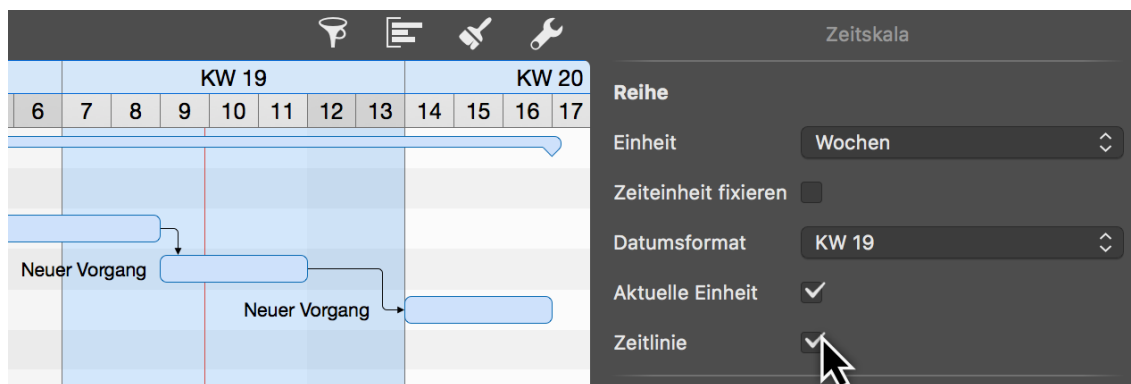 Zeitskala
KW 19
KW 20
6 7 8 9 10 11 12 13 14 15 16 17
Reihe
Einheit
Wochen
Zeiteinheit fixieren
Datumsformat
KW 19
Aktuelle Einheit
Zeitlinie
Neuer Vorgang
Neuer Vorgang